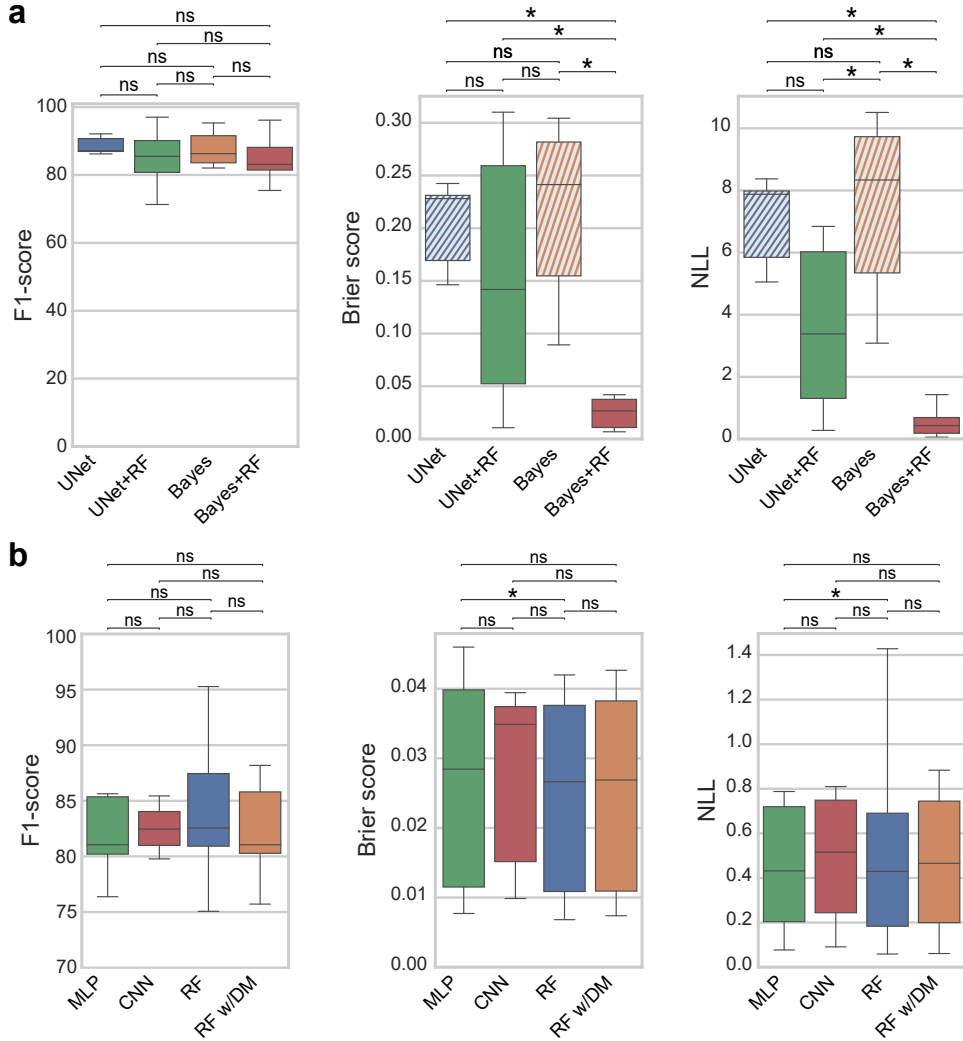 a
ns
ns
ns
ns
ns
ns
F1-score
100
80
60
40
20
0
UNet
UNet+RF
Bayes
Bayes+RF
*
*
ns
*
ns
ns
Brier score
0.30
0.25
0.20
0.15
0.10
0.05
0.00
UNet
UNet+RF
Bayes
Bayes+RF
*
*
ns
*
*
ns
NLL
10
8
6
4
2
0
UNet
UNet+RF
Bayes
Bayes+RF
b
ns
ns
ns
ns
ns
ns
F1-score
100
95
90
85
80
75
70
MLP
CNN
RF
RF w/DM
ns
ns
*
ns
ns
ns
Brier score
0.04
0.03
0.02
0.01
0.00
MLP
CNN
RF
RF w/DM
ns
ns
*
ns
ns
ns
NLL
1.4
1.2
1.0
0.8
0.6
0.4
0.2
0.0
MLP
CNN
RF
RF w/DM